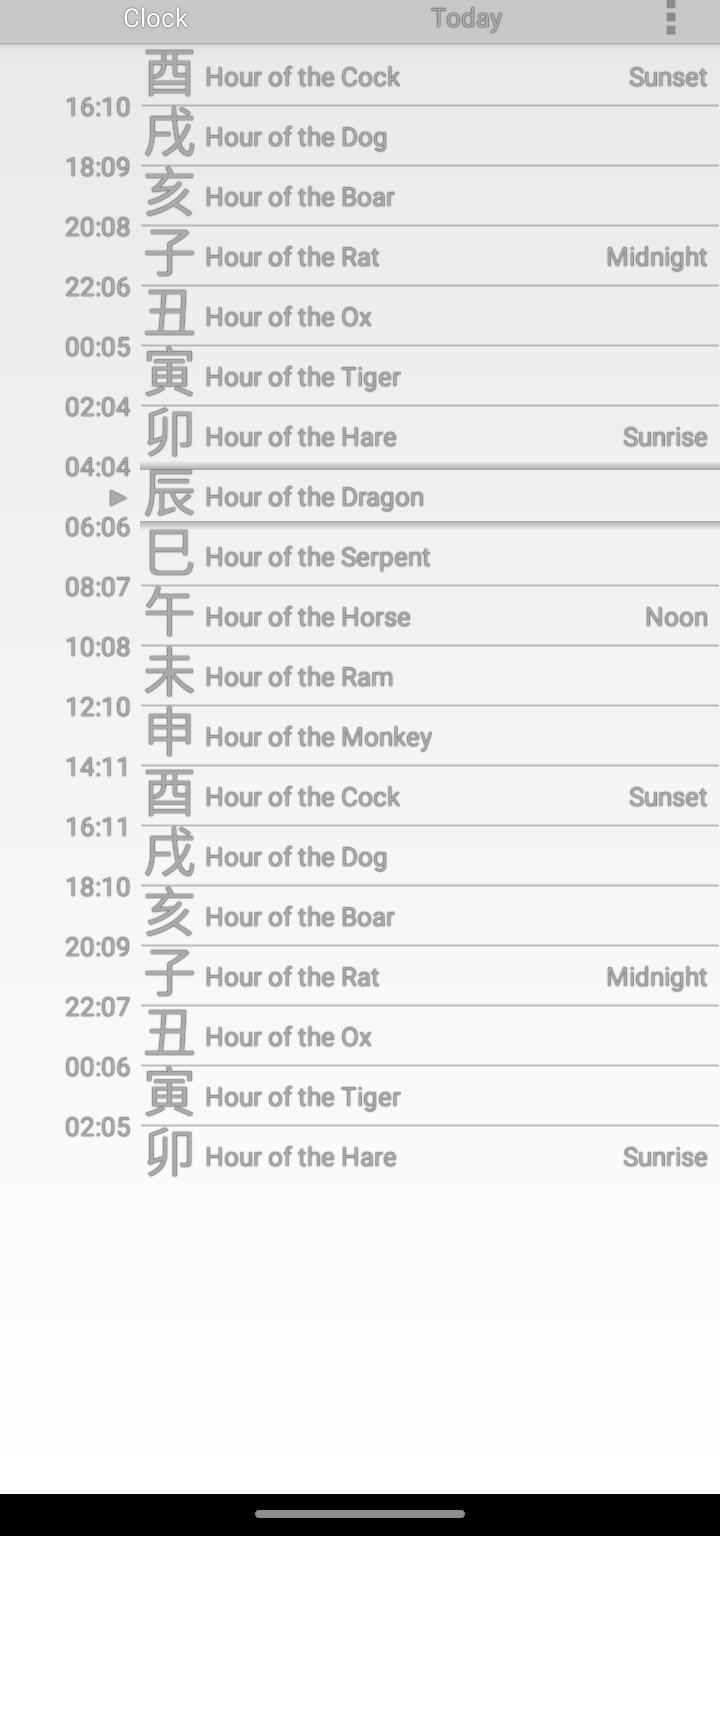 Clock Today
酉 Hour of the Cock Sunset
16:10
戌 Hour of the Dog
18:09
亥 Hour of the Boar
20:08
子 Hour of the Rat Midnight
22:06
丑 Hour of the Ox
00:05
寅 Hour of the Tiger
02:04
卯 Hour of the Hare Sunrise
04:04
辰 Hour of the Dragon
06:06
巳 Hour of the Serpent
08:07
午 Hour of the Horse Noon
10:08
未 Hour of the Ram
12:10
申 Hour of the Monkey
14:11
酉 Hour of the Cock Sunset
16:11
戌 Hour of the Dog
18:10
亥 Hour of the Boar
20:09
子 Hour of the Rat Midnight
22:07
丑 Hour of the Ox
00:06
寅 Hour of the Tiger
02:05
卯 Hour of the Hare Sunrise